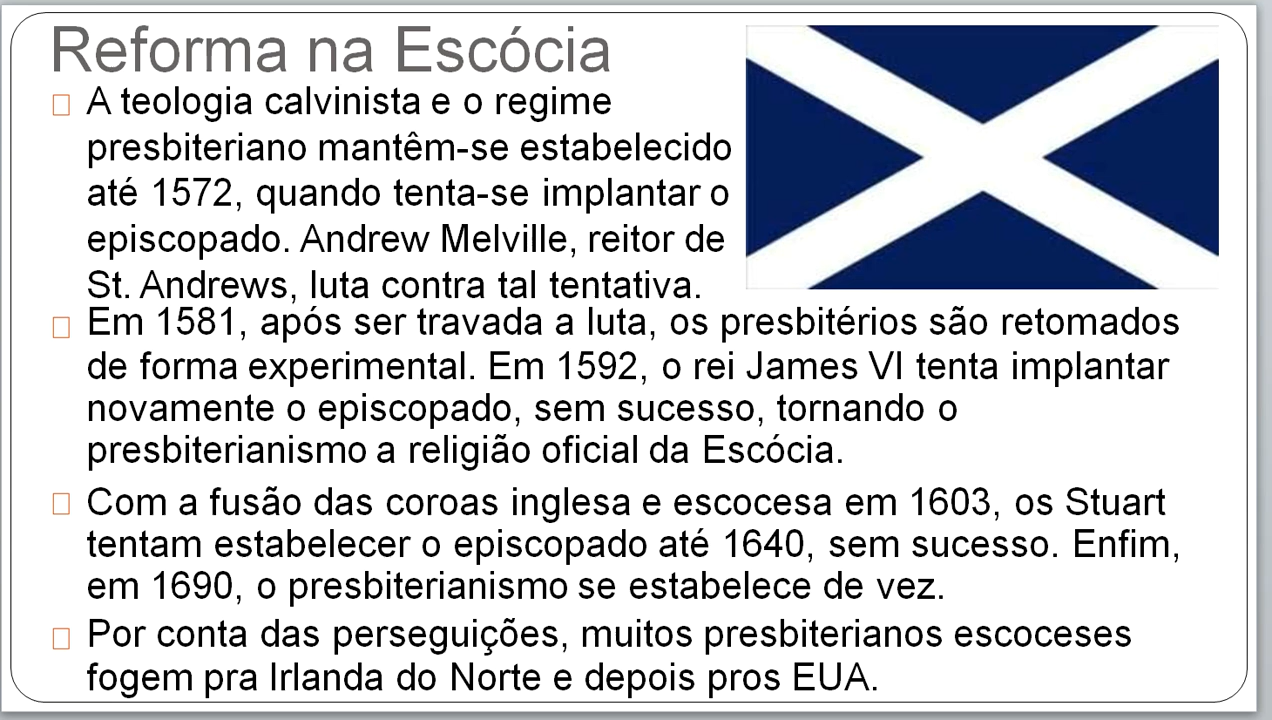 Reforma na Escócia
A teologia calvinista e o regime
presbiteriano mantêm-se estabelecido
até 1572, quando tenta-se implantar o
episcopado. Andrew Melville, reitor de
St. Andrews, luta contra tal tentativa.
Em 1581, após ser travada a luta, os presbitérios são retomados
de forma experimental. Em 1592, o rei James VI tenta implantar
novamente o episcopado, sem sucesso, tornando o
presbiterianismo a religião oficial da Escócia.
Com a fusão das coroas inglesa e escocesa em 1603, os Stuart
tentam estabelecer o episcopado até 1640, sem sucesso. Enfim,
em 1690, o presbiterianismo se estabelece de vez.
Por conta das perseguições, muitos presbiterianos escoceses
fogem pra Irlanda do Norte e depois pros EUA.